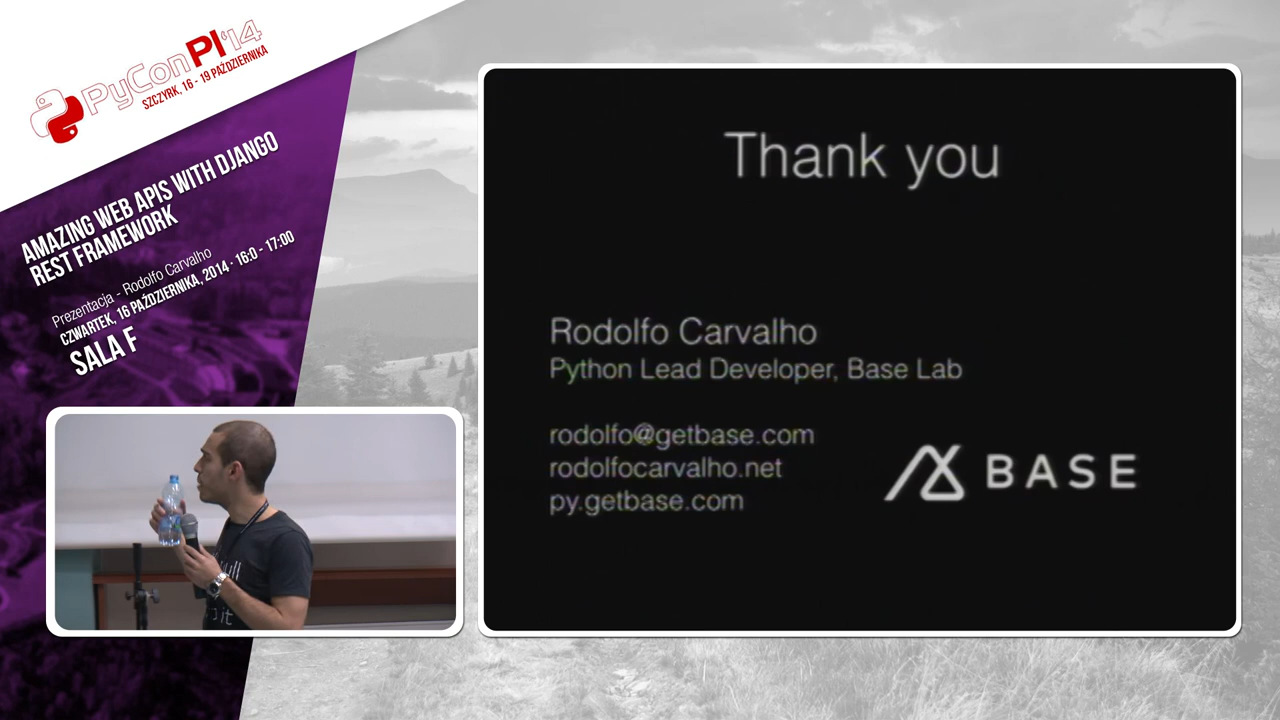 PyConPl'14
SZCZYRK, 16 - 19 PAŹDZIERNIKA
AMAZING WEB APIS WITH DJANGO
REST FRAMEWORK
Prezentacja - Rodolfo Carvalho
CZWARTEK, 16 PAŹDZIERNIKA, 2014 · 16:0 - 17:00
SALA F
Thank you
Rodolfo Carvalho
Python Lead Developer, Base Lab
rodolfo@getbase.com
rodolfocarvalho.net
py.getbase.com
BASE